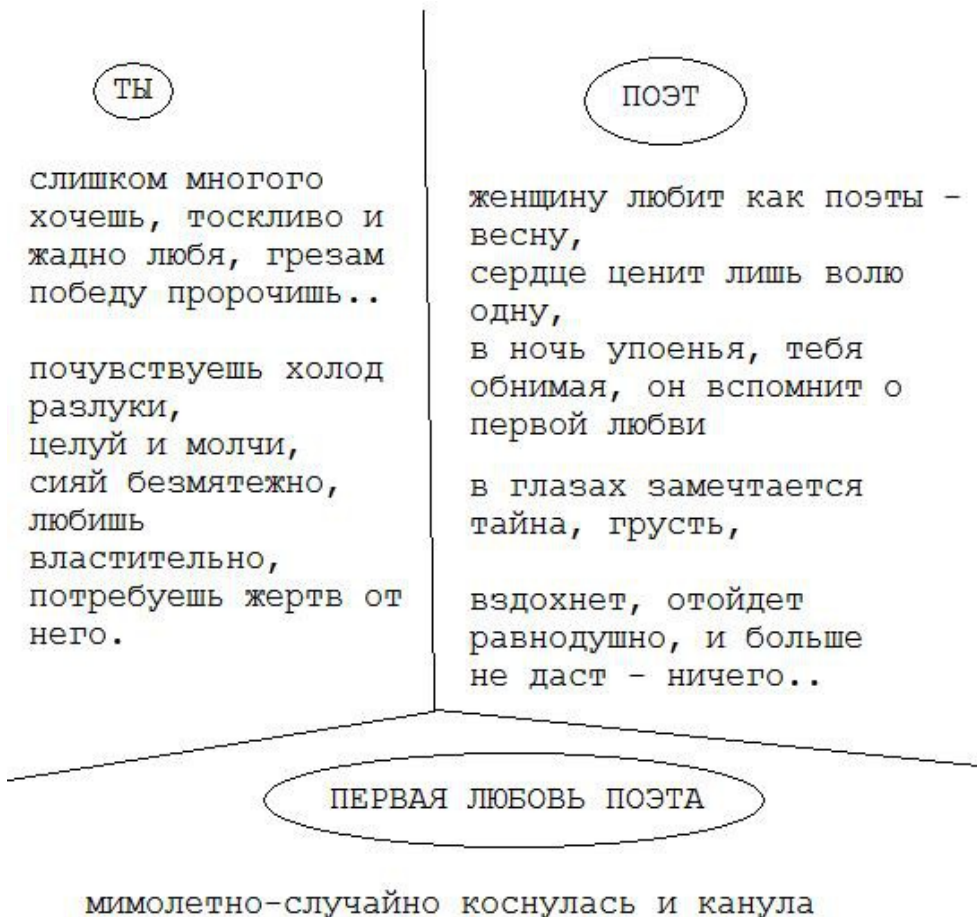 ТЫ
слишком многого
хочешь, тоскливо и
жадно любя, грезам
победу пророчишь..
почувствуешь холод
разлуки,
целуй и молчи,
сияй безмятежно,
любишь
властительно,
потребуешь жертв от
него.
ПОЭТ
женщину любит как поэты -
весну,
сердце ценит лишь волю
одну,
в ночь упоенья, тебя
обнимая, он вспомнит о
первой любви
в глазах замечтается
тайна, грусть,
вздохнет, отойдет
равнодушно, и больше
не даст - ничего..
ПЕРВАЯ ЛЮБОВЬ ПОЭТА
мимолетно-случайно коснулась и канула